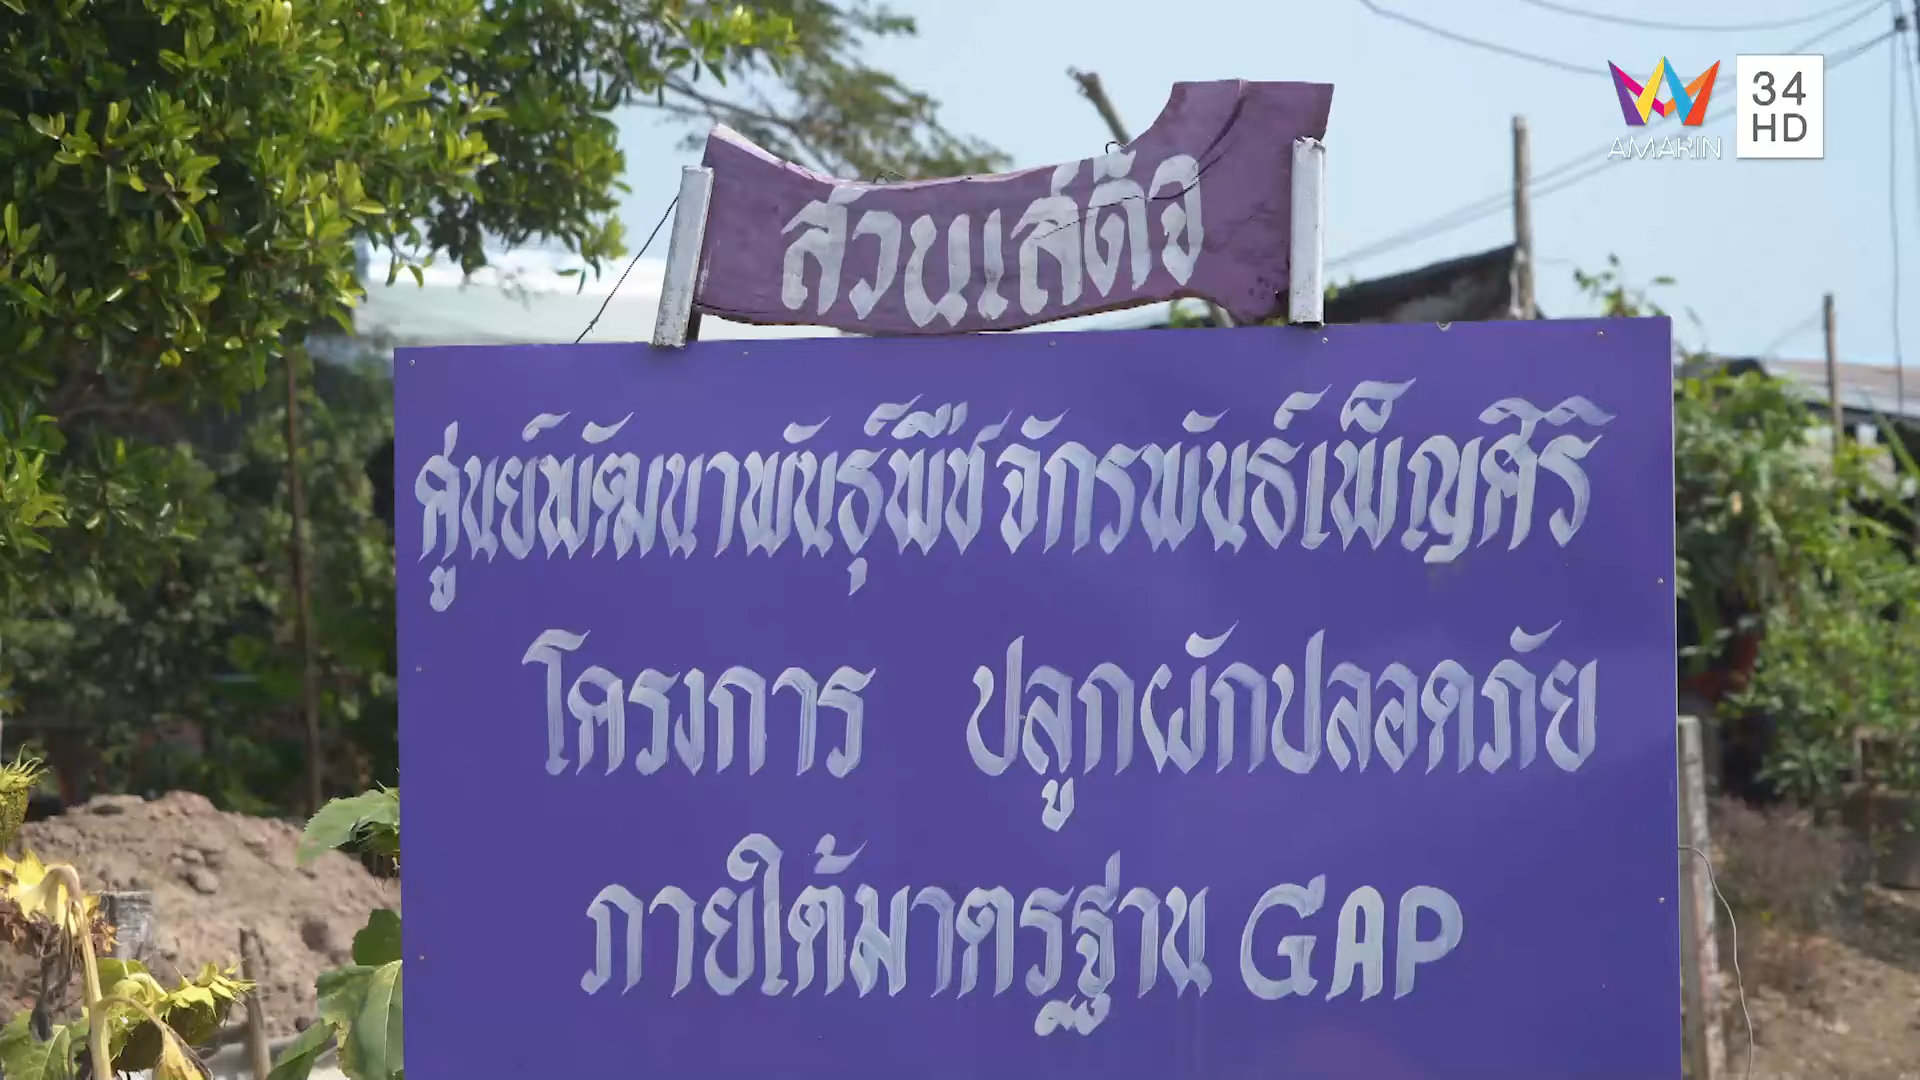 สวนเสด็จ
ศูนย์พัฒนาพันธุ์พืชจักรพันธ์เพ็ญศิริ
โครงการ ปลูกผักปลอดภัย
ภายใต้มาตรฐาน GAP
AMARIN
34
HD